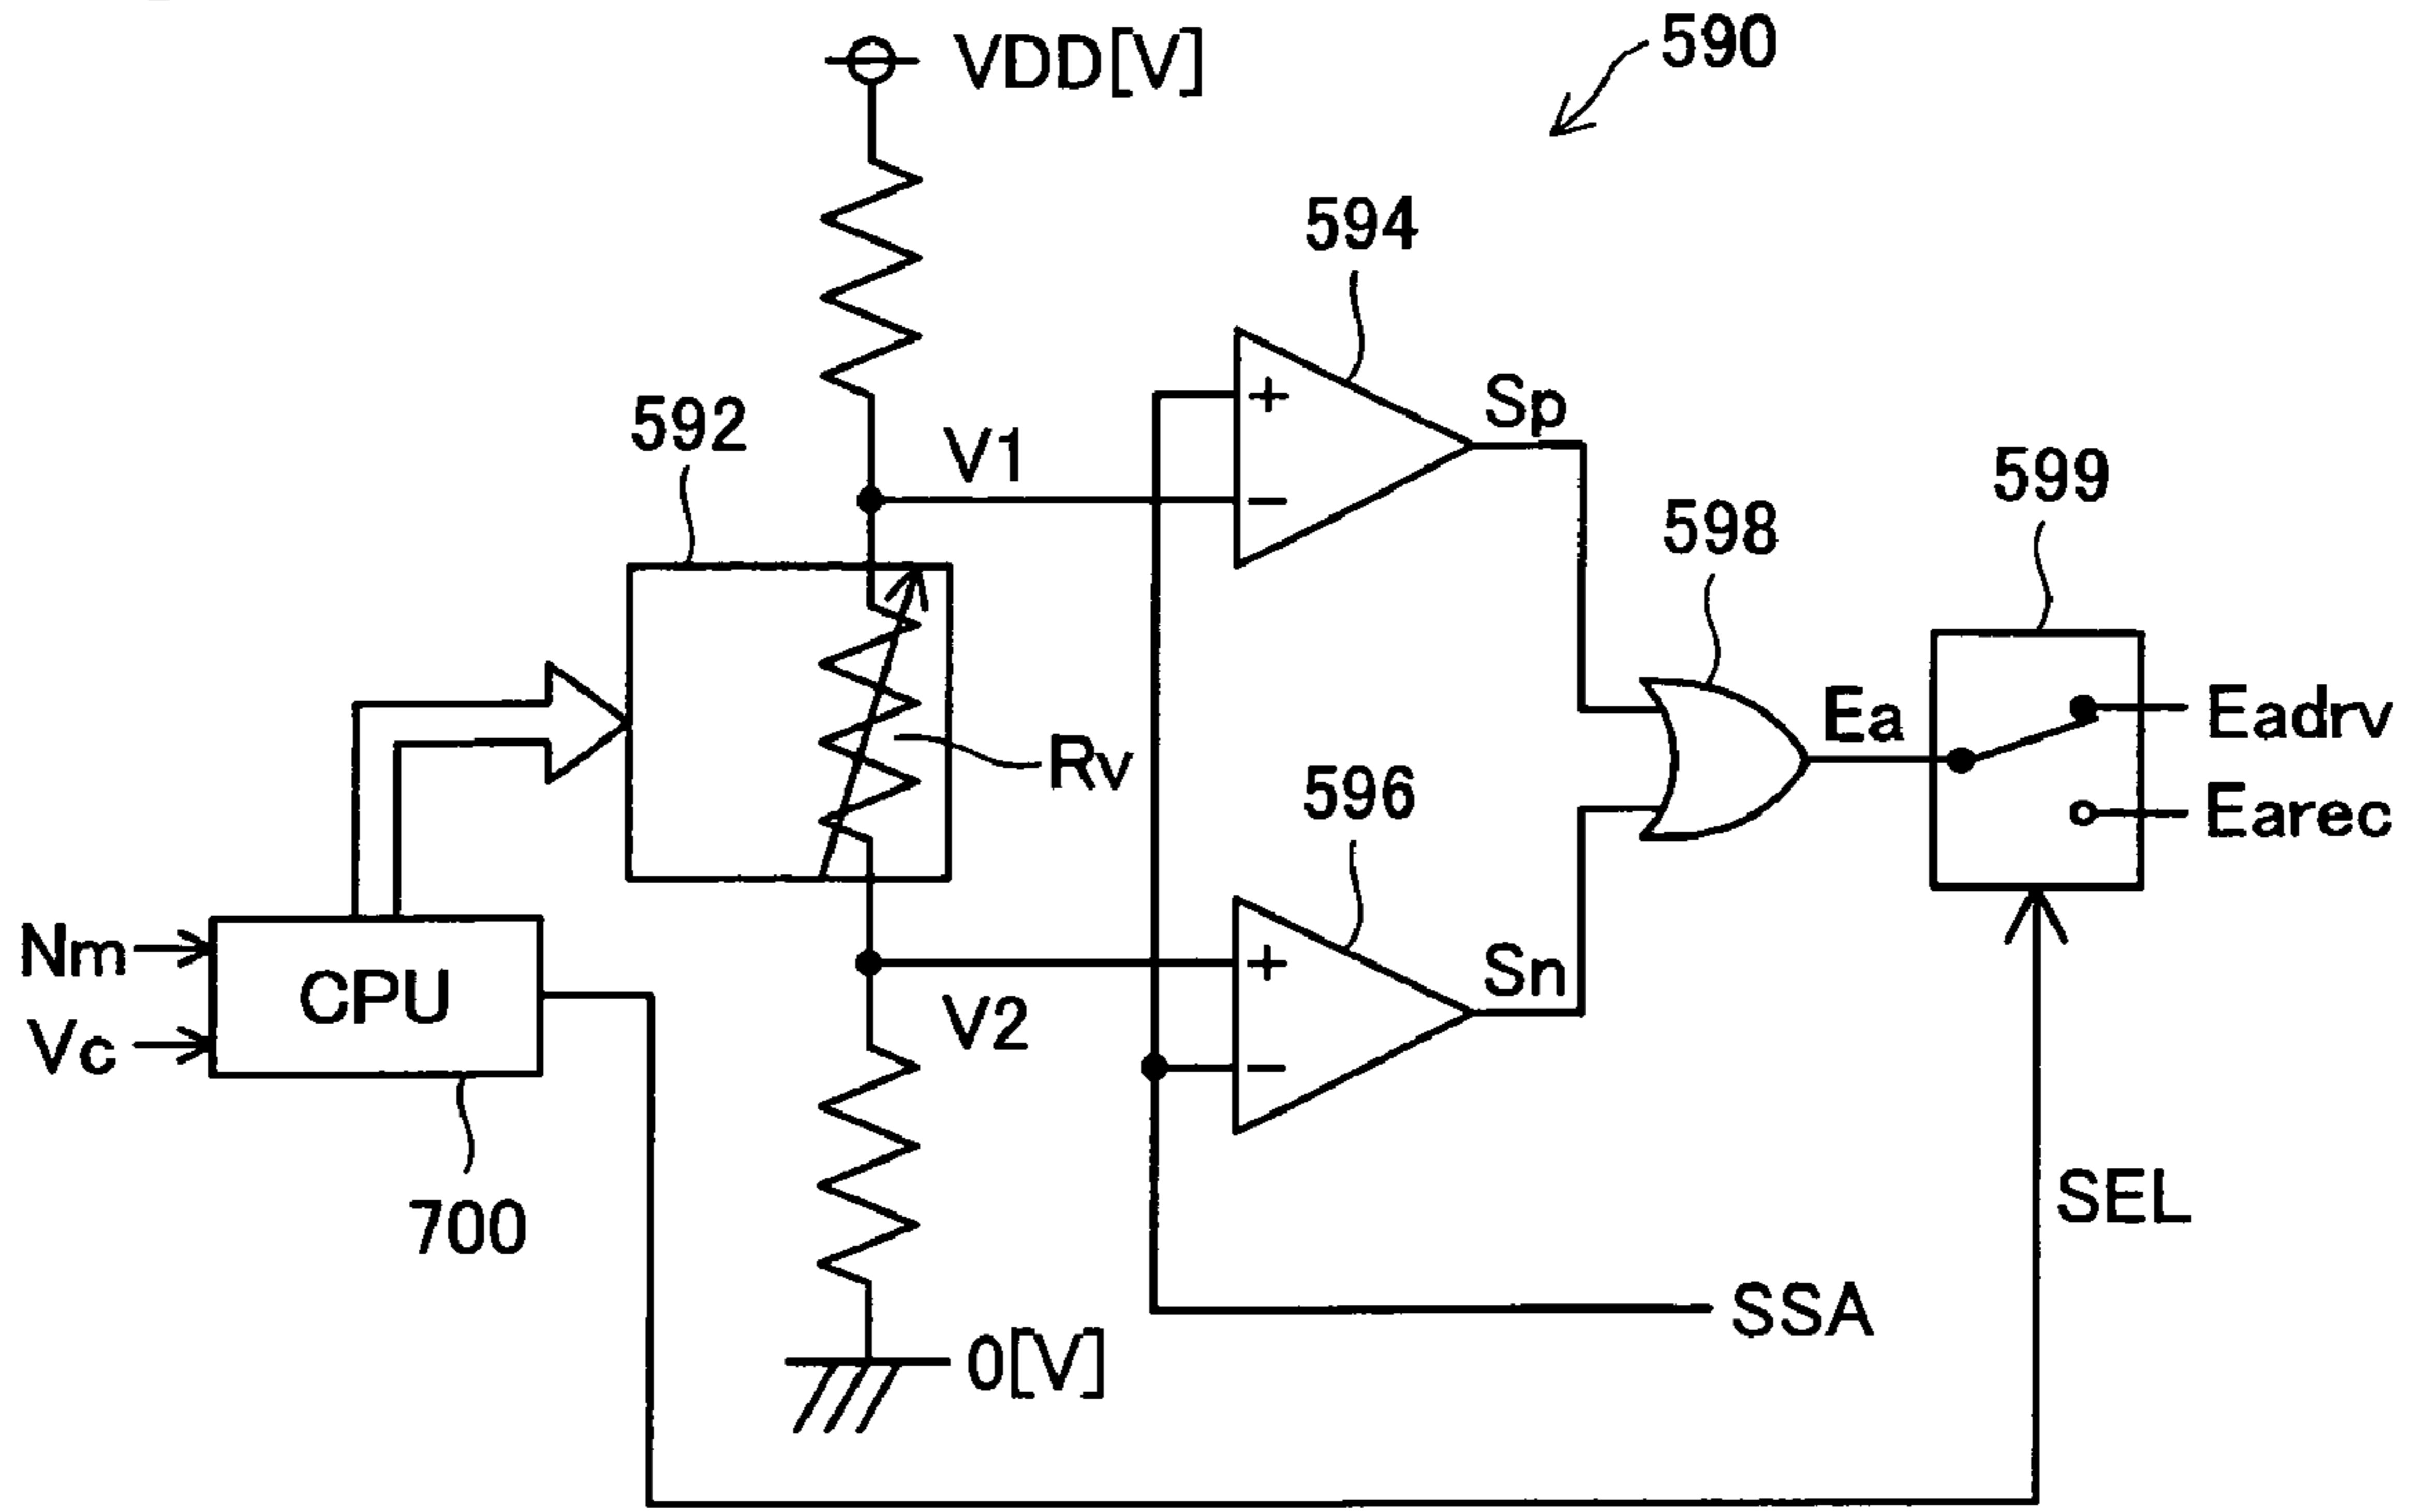 590
VDD[V]
594
Sp
592
V1
+
−
599
598
Ea
Eadrv
Rv
Earec
596
Nm
CPU
Vc
+
−
Sn
V2
700
SEL
SSA
0[V]